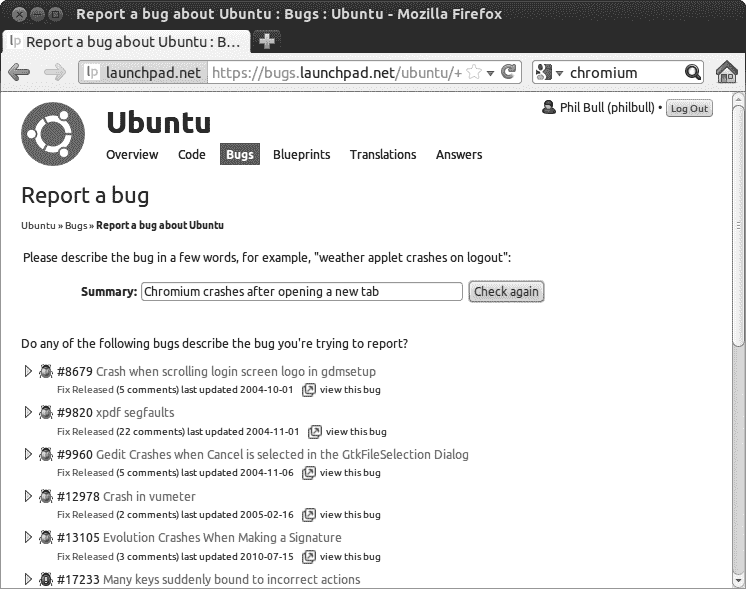 Report a bug about Ubuntu : Bugs : Ubuntu - Mozilla Firefox
lp Report a bug about Ubuntu : B...
lp launchpad.net https://bugs.launchpad.net/ubuntu/+ chromium
Phil Bull (philbull) • Log Out
Ubuntu
Overview Code Bugs Blueprints Translations Answers
Report a bug
Ubuntu » Bugs » Report a bug about Ubuntu
Please describe the bug in a few words, for example, "weather applet crashes on logout":
Summary: Chromium crashes after opening a new tab Check again
Do any of the following bugs describe the bug you're trying to report?
#8679 Crash when scrolling login screen logo in gdmsetup
Fix Released (5 comments) last updated 2004-10-01 view this bug
#9820 xpdf segfaults
Fix Released (22 comments) last updated 2004-11-01 view this bug
#9960 Gedit Crashes when Cancel is selected in the GtkFileSelection Dialog
Fix Released (5 comments) last updated 2004-11-06 view this bug
#12978 Crash in vumeter
Fix Released (2 comments) last updated 2005-02-16 view this bug
#13105 Evolution Crashes When Making a Signature
Fix Released (3 comments) last updated 2010-07-15 view this bug
#17233 Many keys suddenly bound to incorrect actions